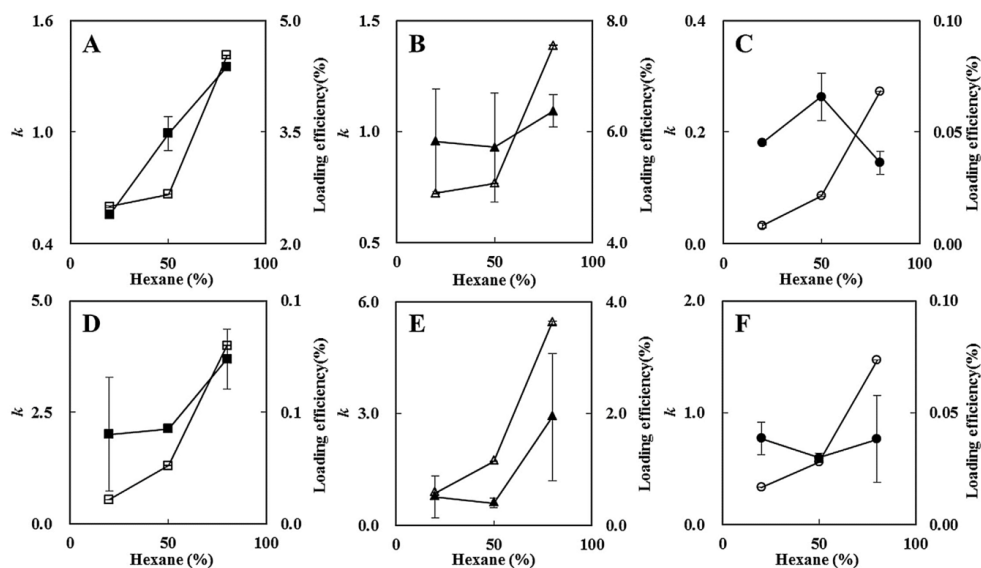 A
1.6
1.0
0.4
k
5.0
3.5
2.0
Loading efficiency(%)
0
50
100
Hexane (%)
B
1.5
1.0
0.5
k
8.0
6.0
4.0
Loading efficiency(%)
0
50
100
Hexane (%)
C
0.4
0.2
0.0
k
0.10
0.05
0.00
Loading efficiency(%)
0
50
100
Hexane (%)
D
5.0
2.5
0.0
k
0.1
0.1
0.0
Loading efficiency(%)
0
50
100
Hexane (%)
E
6.0
3.0
0.0
k
4.0
2.0
0.0
Loading efficiency(%)
0
50
100
Hexane (%)
F
2.0
1.0
0.0
k
0.10
0.05
0.00
Loading efficiency(%)
0
50
100
Hexane (%)